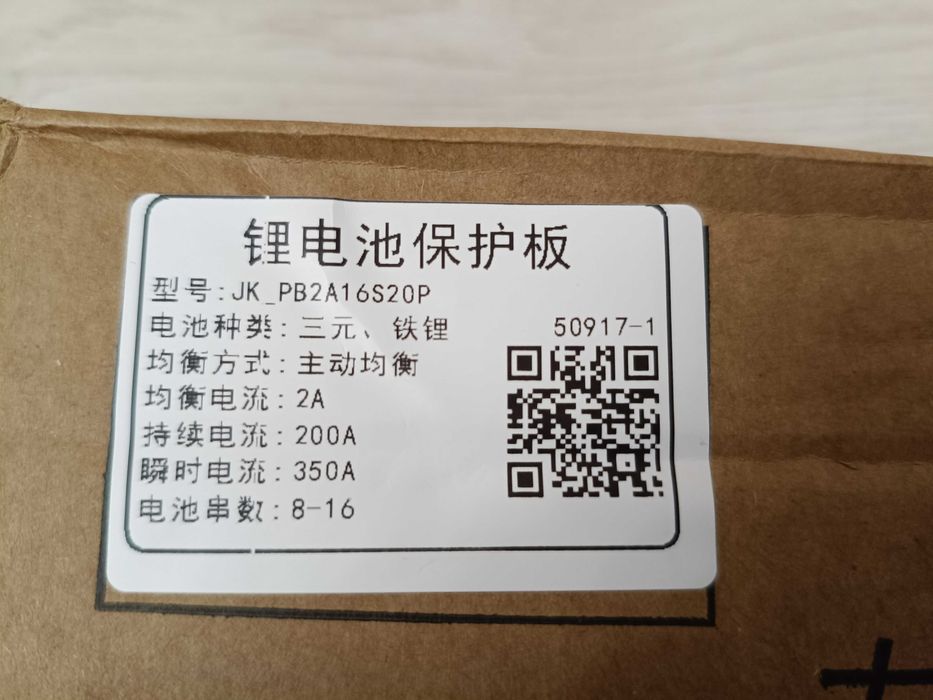 锂电池保护板
型号:JK_PB2A16S20P
电池种类:三元、铁锂
50917-1
均衡方式:主动均衡
均衡电流:2A
持续电流:200A
瞬时电流:350A
电池串数:8-16